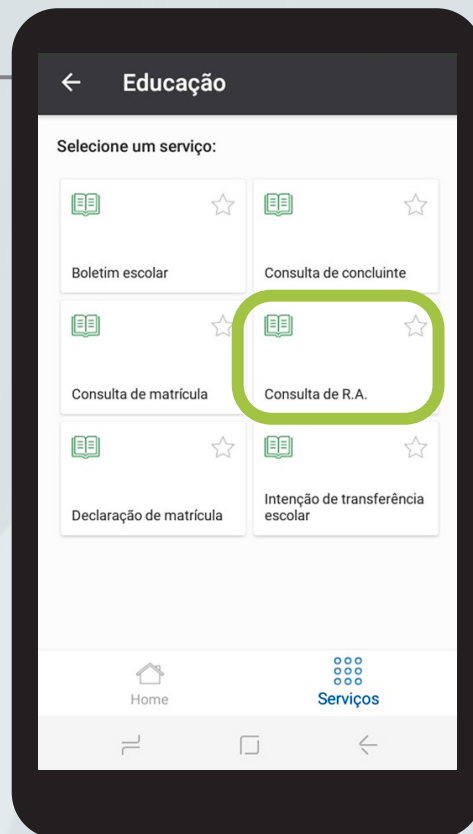 Educação
Selecione um serviço:
Boletim escolar
Consulta de concluinte
Consulta de matrícula
Consulta de R.A.
Declaração de matrícula
Intenção de transferência
escolar
Home
Serviços